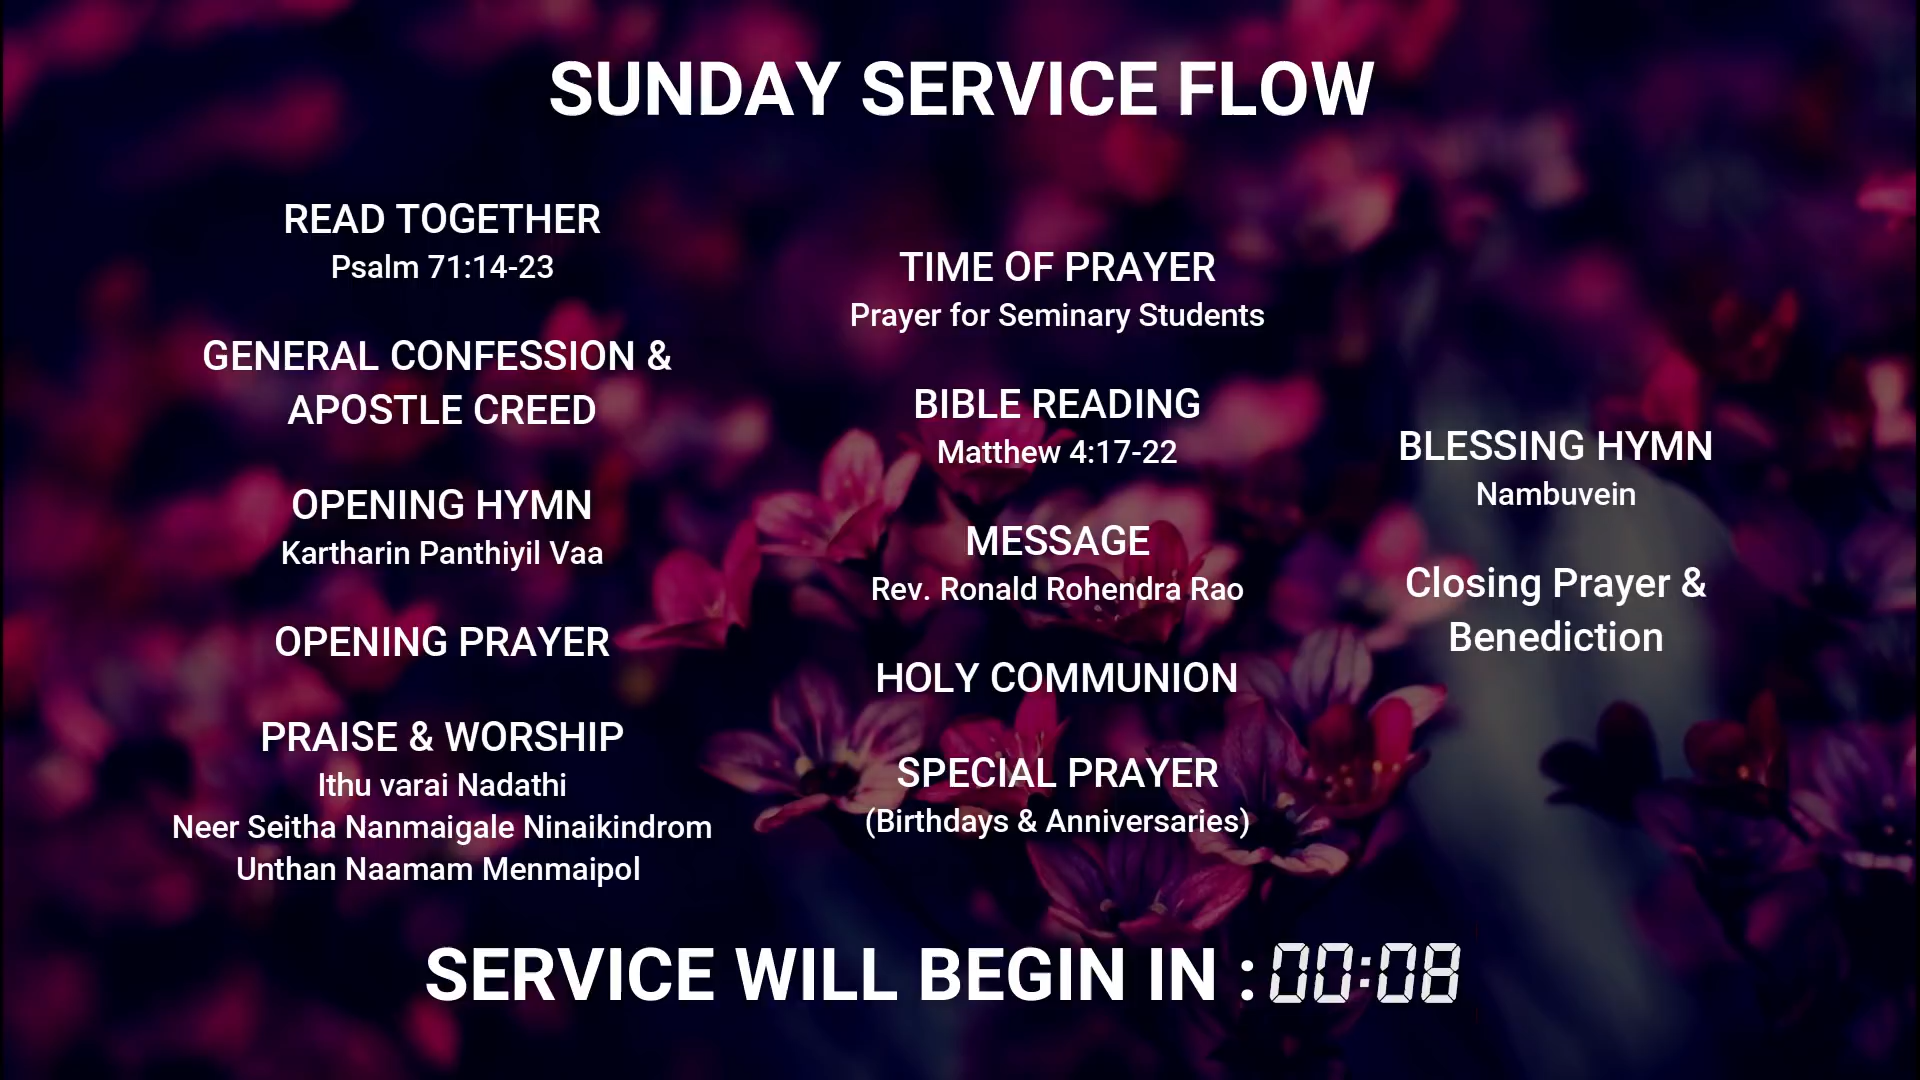 SUNDAY SERVICE FLOW
READ TOGETHER
Psalm 71:14-23
GENERAL CONFESSION &
APOSTLE CREED
OPENING HYMN
Kartharin Panthiyil Vaa
OPENING PRAYER
PRAISE & WORSHIP
Ithu varai Nadathi
Neer Seitha Nanmaigale Ninaikindrom
Unthan Naamam Menmaipol
TIME OF PRAYER
Prayer for Seminary Students
BIBLE READING
Matthew 4:17-22
MESSAGE
Rev. Ronald Rohendra Rao
HOLY COMMUNION
SPECIAL PRAYER
(Birthdays & Anniversaries)
BLESSING HYMN
Nambuvein
Closing Prayer &
Benediction
SERVICE WILL BEGIN IN : 00:08